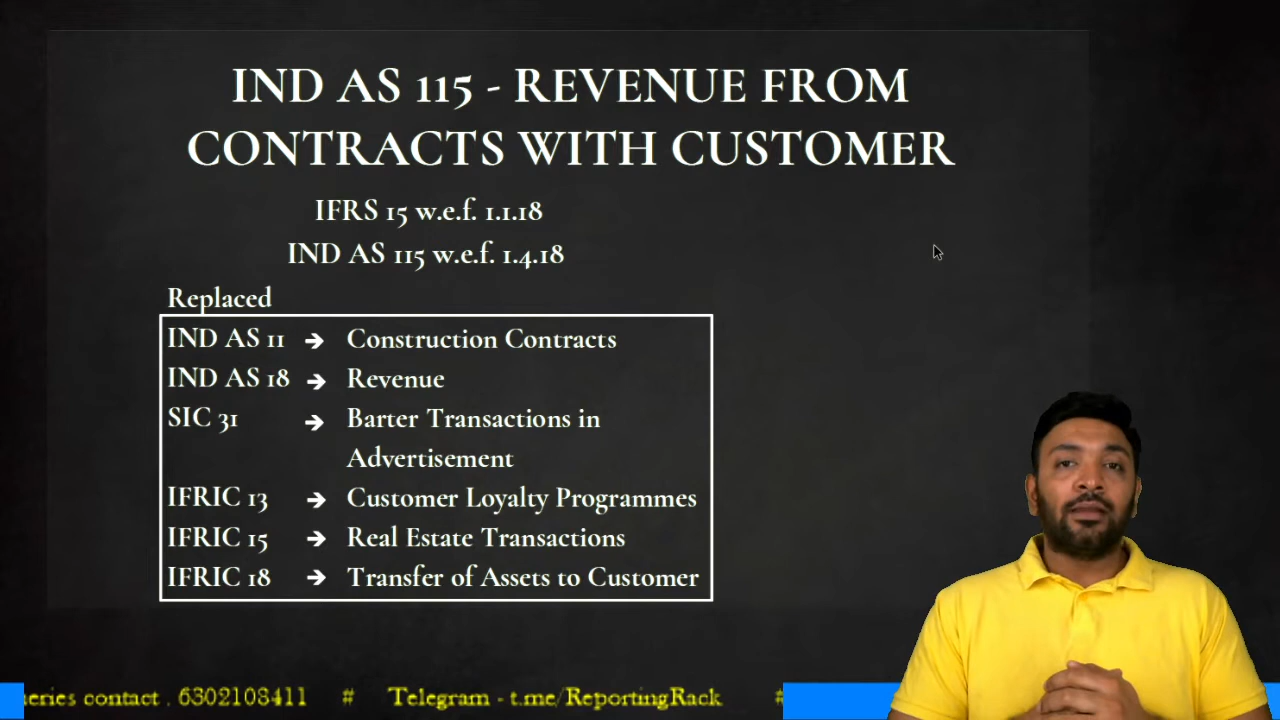 IND AS 115 - REVENUE FROM
CONTRACTS WITH CUSTOMER
IFRS 15 w.e.f. 1.1.18
IND AS 115 w.e.f. 1.4.18
Replaced
IND AS 11 → Construction Contracts
IND AS 18 → Revenue
SIC 31 → Barter Transactions in
Advertisement
IFRIC 13 → Customer Loyalty Programmes
IFRIC 15 → Real Estate Transactions
IFRIC 18 → Transfer of Assets to Customer
contact . 6302108411 # Telegram - t.me/ReportingRack #